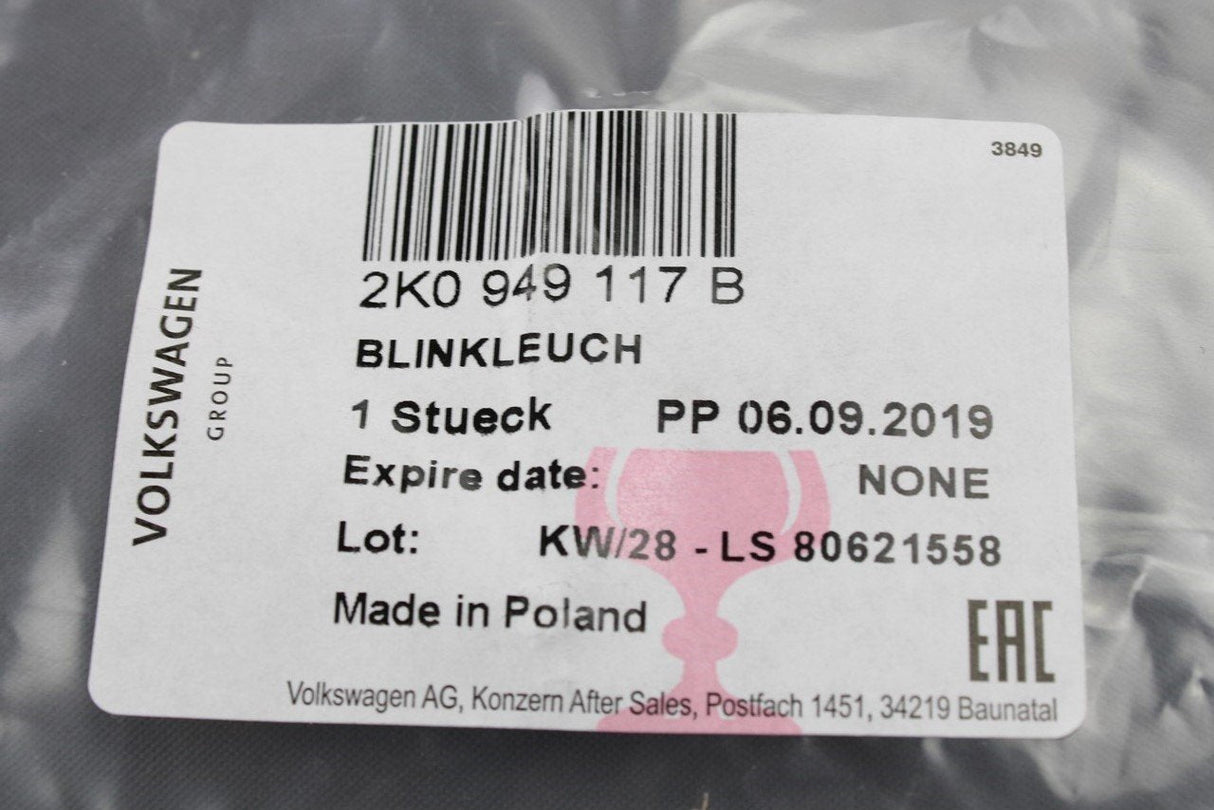 3849
VOLKSWAGEN
GROUP
2K0 949 117 B
BLINKLEUCH
1 Stueck PP 06.09.2019
Expire date: NONE
Lot: KW/28 - LS 80621558
Made in Poland
EAC
Volkswagen AG, Konzern After Sales, Postfach 1451, 34219 Baunatal